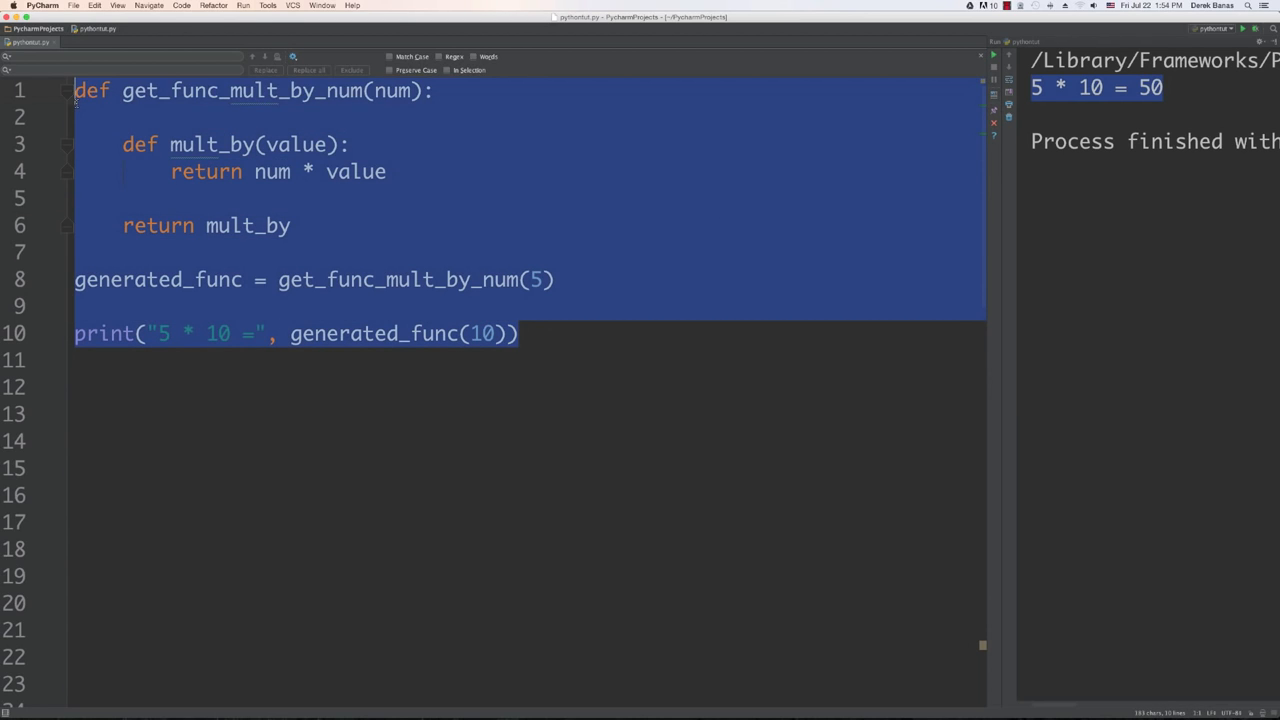 PyCharm File Edit View Navigate Code Refactor Run Tools VCS Window Help
10 Fri Jul 22 1:54 PM Derek Banas
pythontut.py - PycharmProjects - [~/PycharmProjects]
PycharmProjects pythontut.py
pythontut
pythontut.py
Run pythontut
Match Case Regex Words
Replace Replace all Exclude Preserve Case In Selection
1 def get_func_mult_by_num(num):
2
3 def mult_by(value):
4 return num * value
5
6 return mult_by
7
8 generated_func = get_func_mult_by_num(5)
9
10 print("5 * 10 =", generated_func(10))
11
12
13
14
15
16
17
18
19
20
21
22
23
/Library/Frameworks/P
5 * 10 = 50
Process finished with
183 chars, 10 lines 1:1 LF÷ UTF-8÷